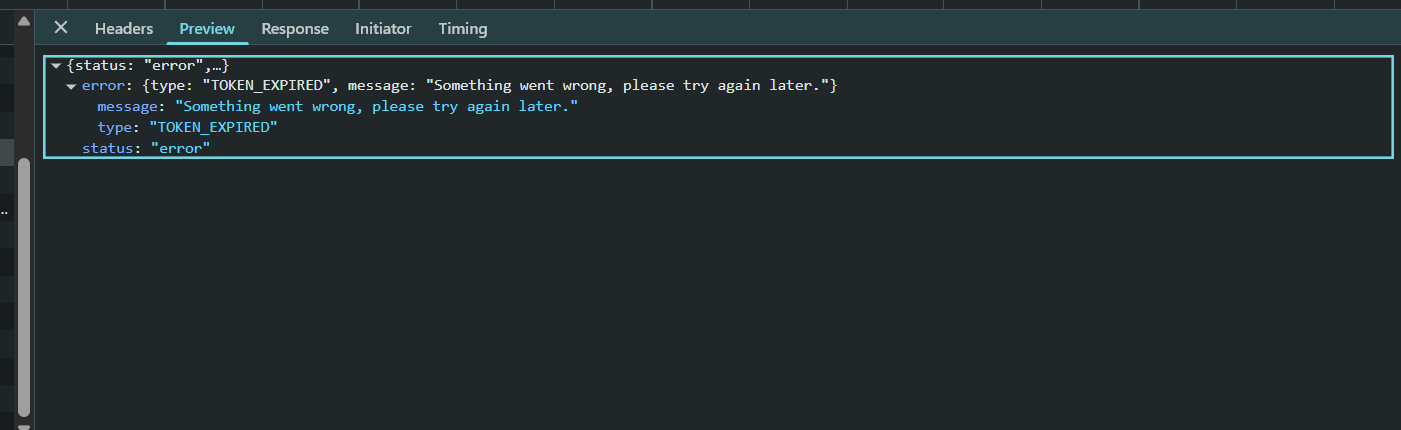 Headers Preview Response Initiator Timing
{status: "error",…}
error: {type: "TOKEN_EXPIRED", message: "Something went wrong, please try again later."}
message: "Something went wrong, please try again later."
type: "TOKEN_EXPIRED"
status: "error"
..